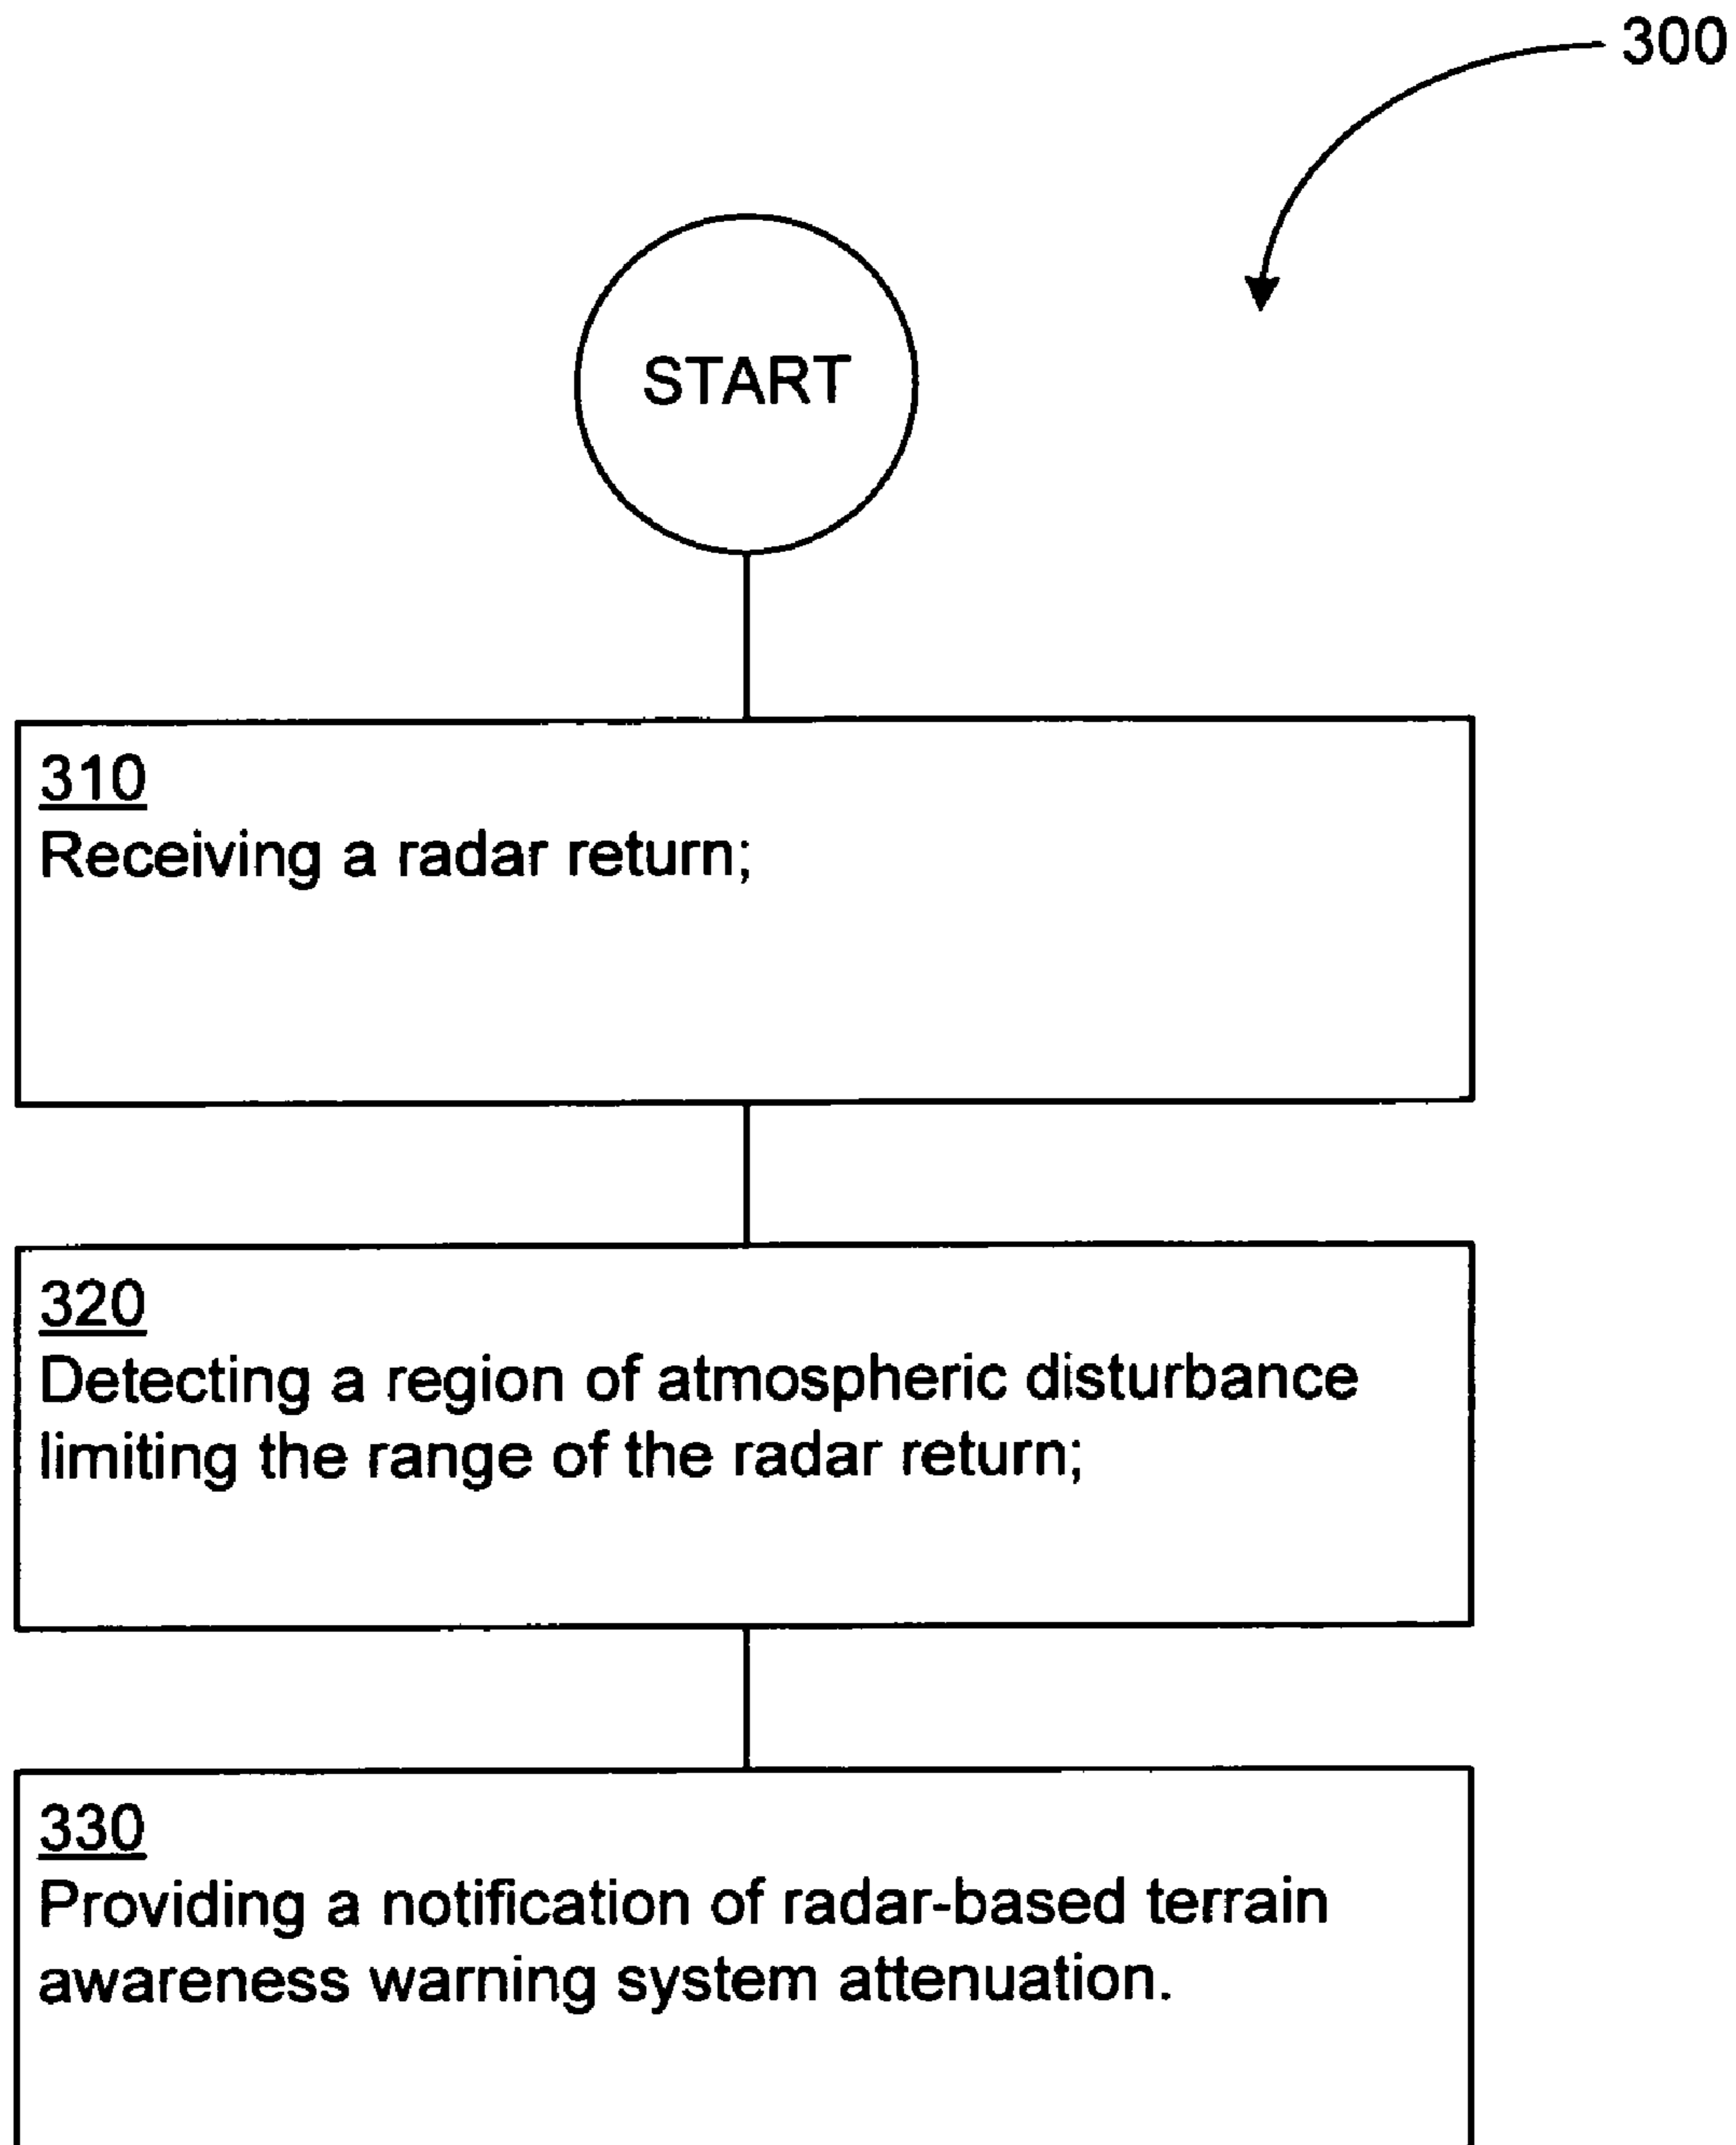 300
START
310
Receiving a radar return;
320
Detecting a region of atmospheric disturbance
limiting the range of the radar return;
330
Providing a notification of radar-based terrain
awareness warning system attenuation.